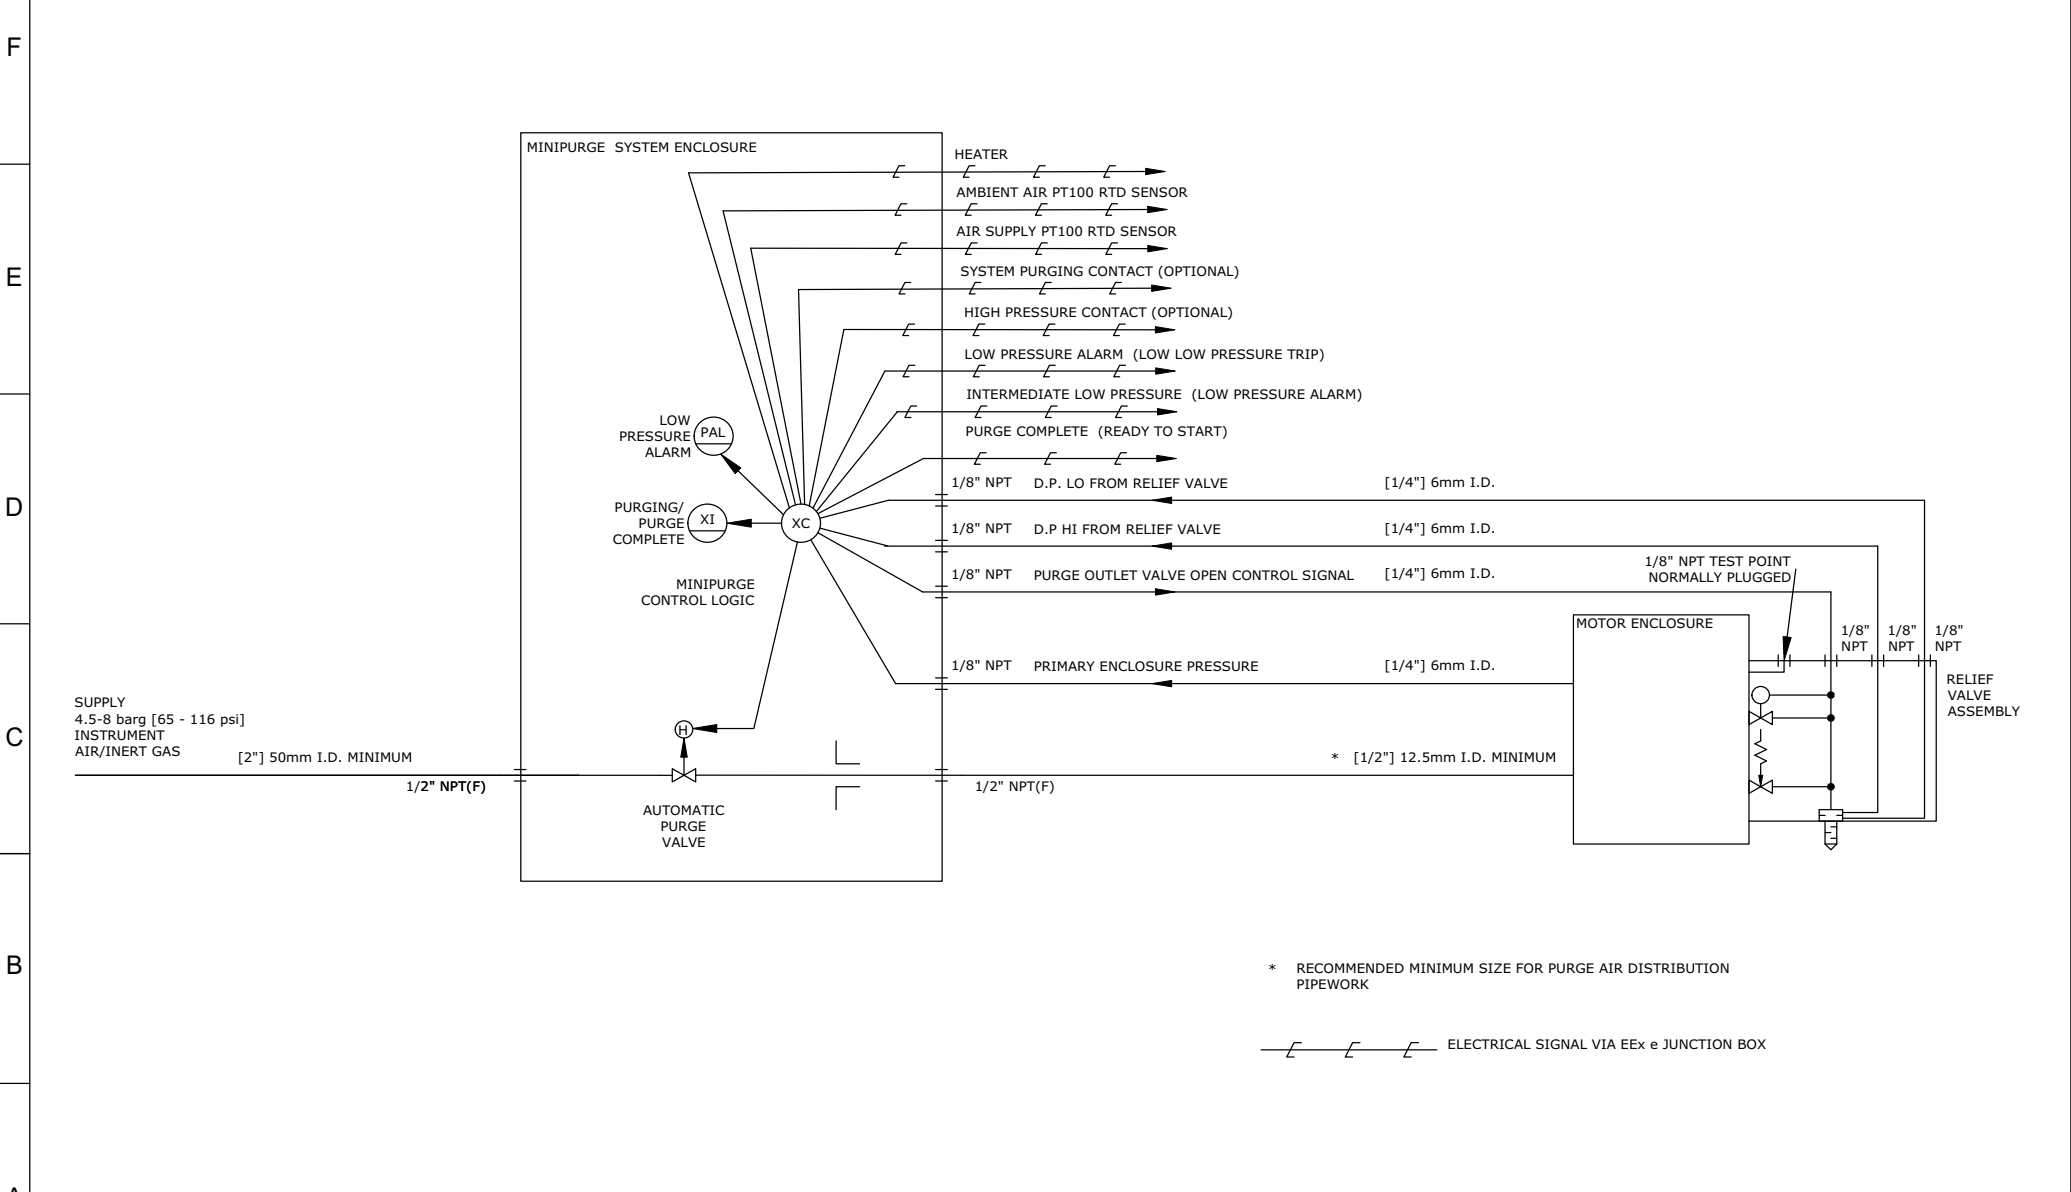 F
E
D
C
B
A
MINIPURGE  SYSTEM ENCLOSURE
HEATER
AMBIENT AIR PT100 RTD SENSOR
AIR SUPPLY PT100 RTD SENSOR
SYSTEM PURGING CONTACT (OPTIONAL)
HIGH PRESSURE CONTACT (OPTIONAL)
LOW PRESSURE ALARM  (LOW LOW PRESSURE TRIP)
INTERMEDIATE LOW PRESSURE  (LOW PRESSURE ALARM)
PURGE COMPLETE  (READY TO START)
LOW
PRESSURE
ALARM
PAL
PURGING/
PURGE
COMPLETE
XI
XC
MINIPURGE
CONTROL LOGIC
1/8" NPT D.P. LO FROM RELIEF VALVE [1/4"] 6mm I.D.
1/8" NPT D.P HI FROM RELIEF VALVE [1/4"] 6mm I.D.
1/8" NPT PURGE OUTLET VALVE OPEN CONTROL SIGNAL [1/4"] 6mm I.D.
1/8" NPT PRIMARY ENCLOSURE PRESSURE [1/4"] 6mm I.D.
1/8" NPT TEST POINT
NORMALLY PLUGGED
MOTOR ENCLOSURE
1/8"
NPT
1/8"
NPT
1/8"
NPT
RELIEF
VALVE
ASSEMBLY
SUPPLY
4.5-8 barg [65 - 116 psi]
INSTRUMENT
AIR/INERT GAS
[2"] 50mm I.D. MINIMUM
1/2" NPT(F)
H
AUTOMATIC
PURGE
VALVE
1/2" NPT(F)
* [1/2"] 12.5mm I.D. MINIMUM
* RECOMMENDED MINIMUM SIZE FOR PURGE AIR DISTRIBUTION
PIPEWORK
ELECTRICAL SIGNAL VIA EEx e JUNCTION BOX